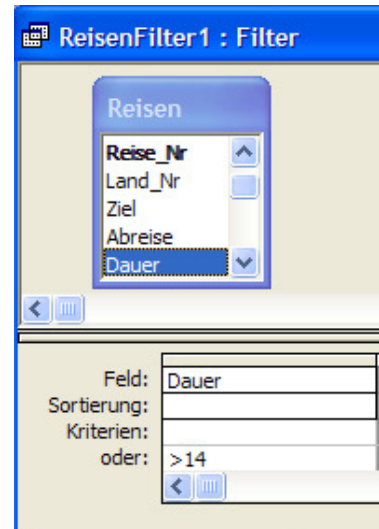 ReisenFilter1 : Filter
Reisen
Reise_Nr
Land_Nr
Ziel
Abreise
Dauer
Feld: Dauer
Sortierung:
Kriterien:
oder: >14